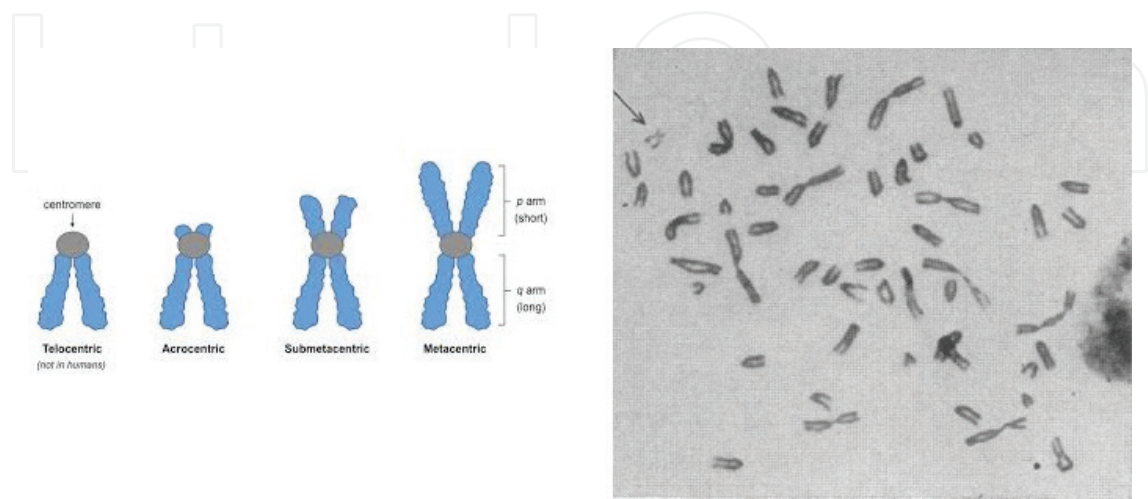 centromere
p arm
(short)
q arm
(long)
Telocentric
(not in humans)
Acrocentric
Submetacentric
Metacentric